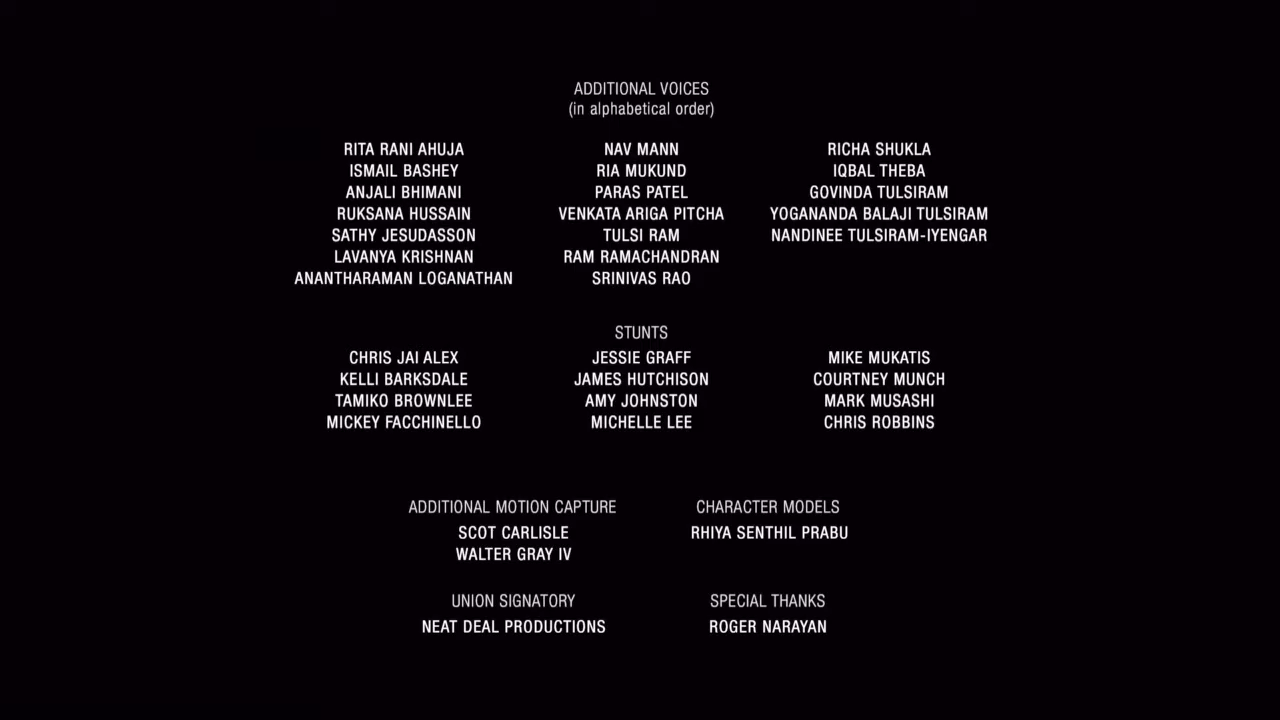 ADDITIONAL VOICES
(in alphabetical order)
RITA RANI AHUJA
ISMAIL BASHEY
ANJALI BHIMANI
RUKSANA HUSSAIN
SATHY JESUDASSON
LAVANYA KRISHNAN
ANANTHARAMAN LOGANATHAN
NAV MANN
RIA MUKUND
PARAS PATEL
VENKATA ARIGA PITCHA
TULSI RAM
RAM RAMACHANDRAN
SRINIVAS RAO
RICHA SHUKLA
IQBAL THEBA
GOVINDA TULSIRAM
YOGANANDA BALAJI TULSIRAM
NANDINEE TULSIRAM-IYENGAR
STUNTS
CHRIS JAI ALEX
KELLI BARKSDALE
TAMIKO BROWNLEE
MICKEY FACCHINELLO
JESSIE GRAFF
JAMES HUTCHISON
AMY JOHNSTON
MICHELLE LEE
MIKE MUKATIS
COURTNEY MUNCH
MARK MUSASHI
CHRIS ROBBINS
ADDITIONAL MOTION CAPTURE
SCOT CARLISLE
WALTER GRAY IV
CHARACTER MODELS
RHIYA SENTHIL PRABU
UNION SIGNATORY
NEAT DEAL PRODUCTIONS
SPECIAL THANKS
ROGER NARAYAN